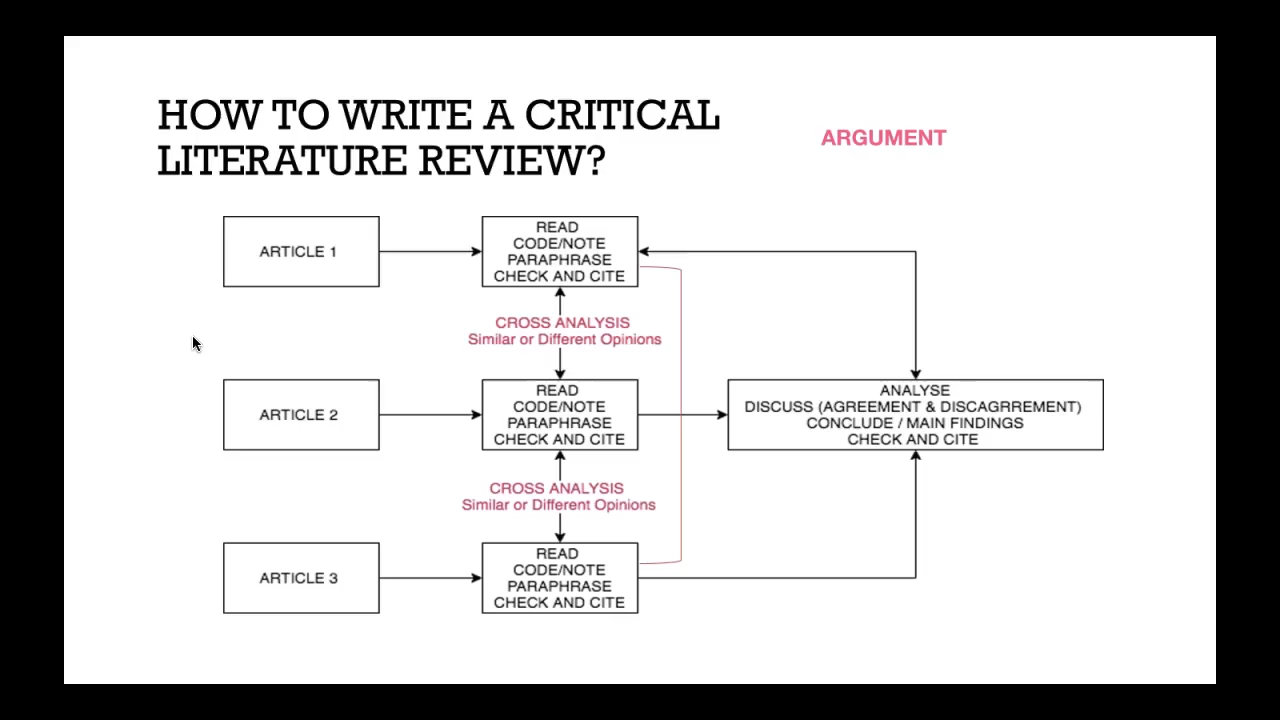 HOW TO WRITE A CRITICAL
LITERATURE REVIEW?
ARGUMENT
ARTICLE 1
READ
CODE/NOTE
PARAPHRASE
CHECK AND CITE
CROSS ANALYSIS
Similar or Different Opinions
ARTICLE 2
READ
CODE/NOTE
PARAPHRASE
CHECK AND CITE
ANALYSE
DISCUSS (AGREEMENT & DISCAGRREMENT)
CONCLUDE / MAIN FINDINGS
CHECK AND CITE
CROSS ANALYSIS
Similar or Different Opinions
ARTICLE 3
READ
CODE/NOTE
PARAPHRASE
CHECK AND CITE